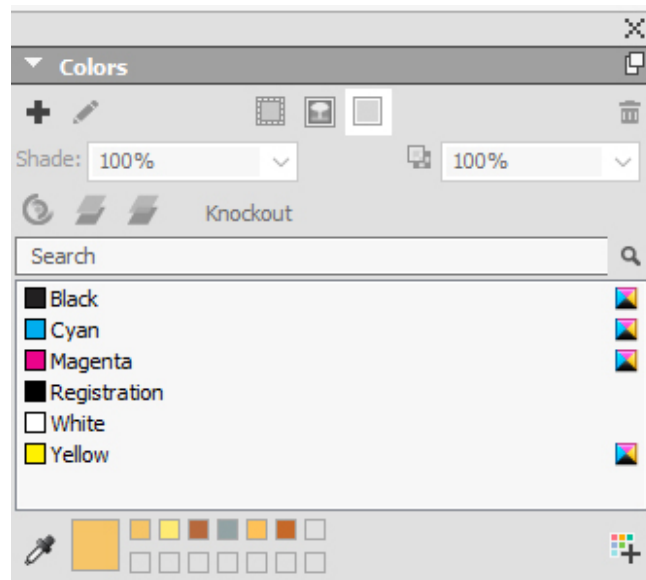 Colors
Shade: 100% 100%
Knockout
Search
Black
Cyan
Magenta
Registration
White
Yellow